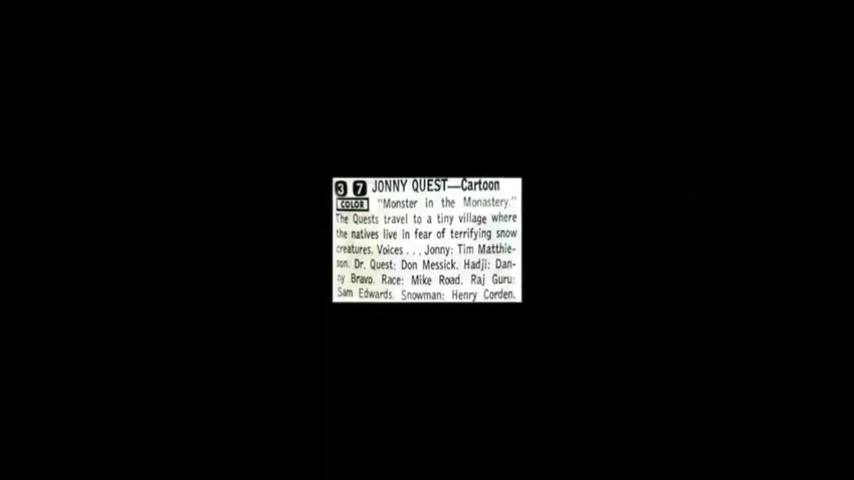 3 7 JONNY QUEST—Cartoon
COLOR "Monster in the Monastery."
The Quests travel to a tiny village where
the natives live in fear of terrifying snow
creatures. Voices . . . Jonny: Tim Matthie-
son. Dr. Quest: Don Messick. Hadji: Dan-
ny Bravo. Race: Mike Road. Raj Guru:
Sam Edwards. Snowman: Henry Corden.